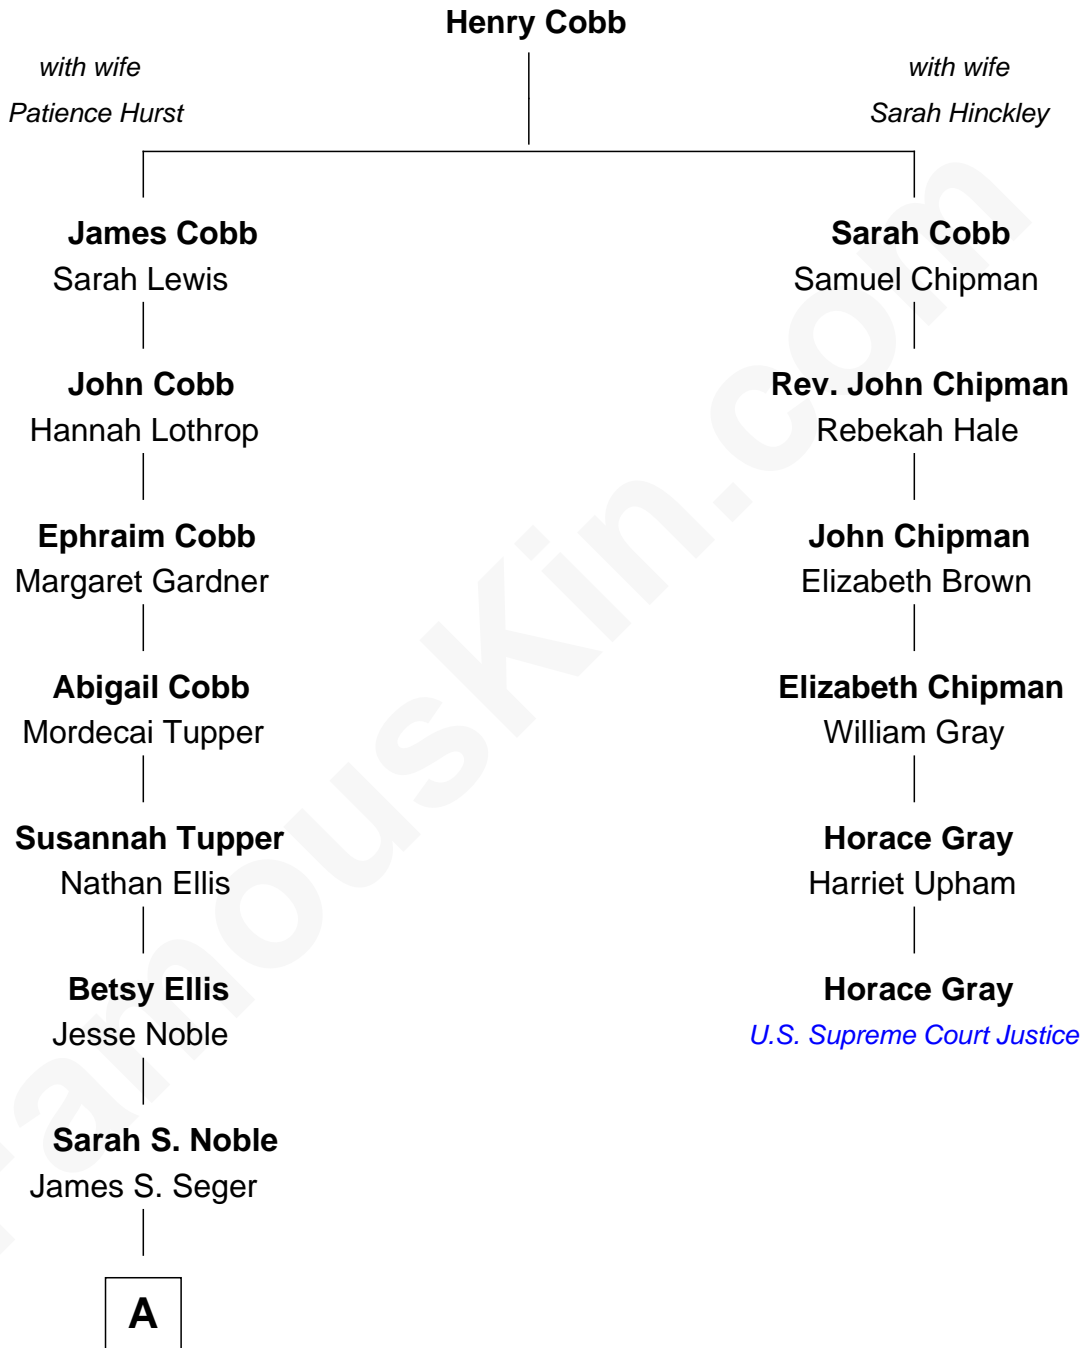 Henry Cobb
with wife
Patience Hurst
with wife
Sarah Hinckley
James Cobb
Sarah Lewis
Sarah Cobb
Samuel Chipman
John Cobb
Hannah Lothrop
Rev. John Chipman
Rebekah Hale
Ephraim Cobb
Margaret Gardner
John Chipman
Elizabeth Brown
Abigail Cobb
Mordecai Tupper
Elizabeth Chipman
William Gray
Susannah Tupper
Nathan Ellis
Horace Gray
Harriet Upham
Betsy Ellis
Jesse Noble
Horace Gray
U.S. Supreme Court Justice
Sarah S. Noble
James S. Seger
A
FamousKin.com